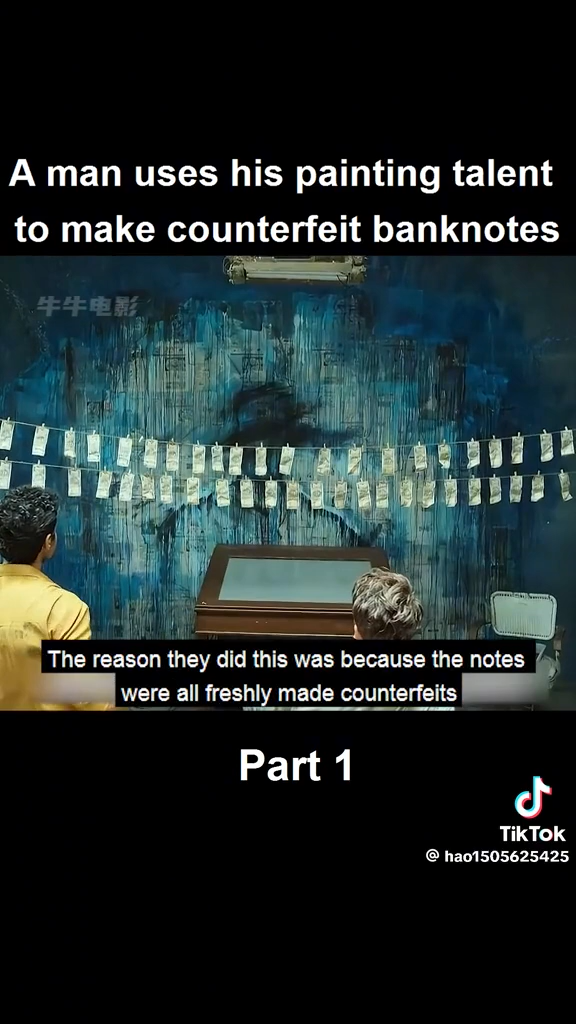 A man uses his painting talent
to make counterfeit banknotes
牛牛电影
The reason they did this was because the notes
were all freshly made counterfeits
Part 1
TikTok
@ hao1505625425